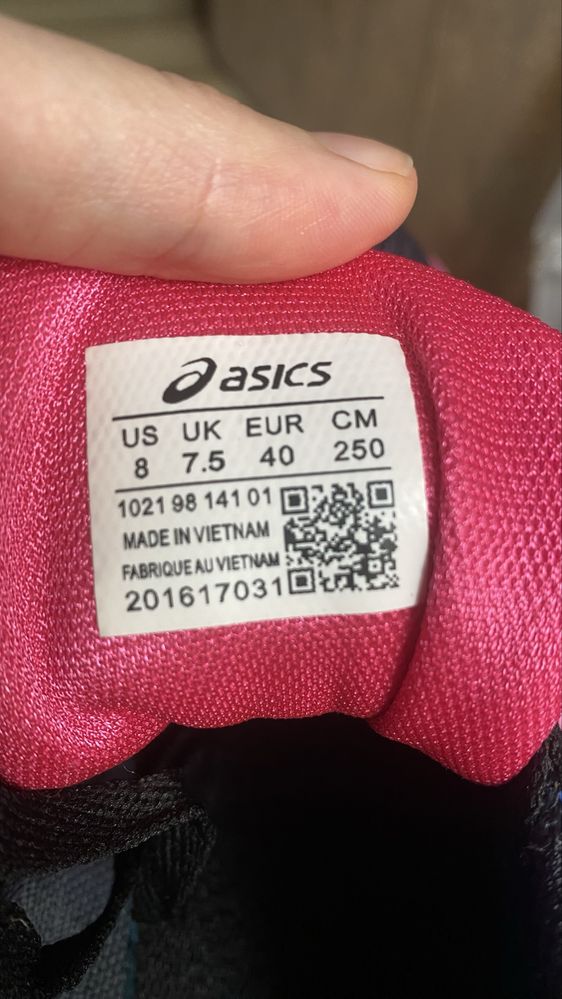 asics
US UK EUR CM
8 7.5 40 250
1021 98 141 01
MADE IN VIETNAM
FABRIQUE AU VIETNAM
201617031